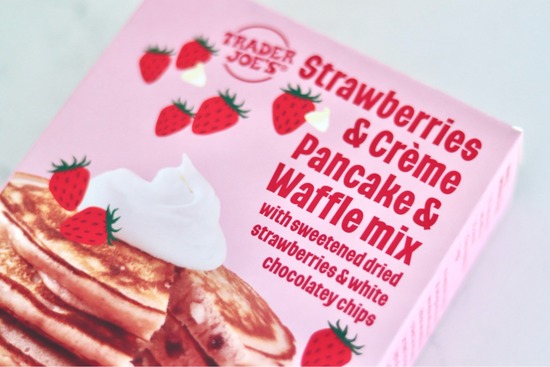 TRADER
JOE'S®
Strawberries
& Crème
Pancake &
Waffle mix
with sweetened dried
strawberries & white
chocolatey chips